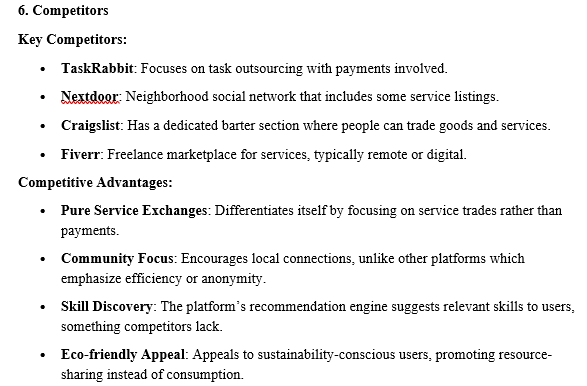 6. Competitors
Key Competitors:
• TaskRabbit: Focuses on task outsourcing with payments involved.
• Nextdoor: Neighborhood social network that includes some service listings.
• Craigslist: Has a dedicated barter section where people can trade goods and services.
• Fiverr: Freelance marketplace for services, typically remote or digital.
Competitive Advantages:
• Pure Service Exchanges: Differentiates itself by focusing on service trades rather than
payments.
• Community Focus: Encourages local connections, unlike other platforms which
emphasize efficiency or anonymity.
• Skill Discovery: The platform’s recommendation engine suggests relevant skills to users,
something competitors lack.
• Eco-friendly Appeal: Appeals to sustainability-conscious users, promoting resource-
sharing instead of consumption.